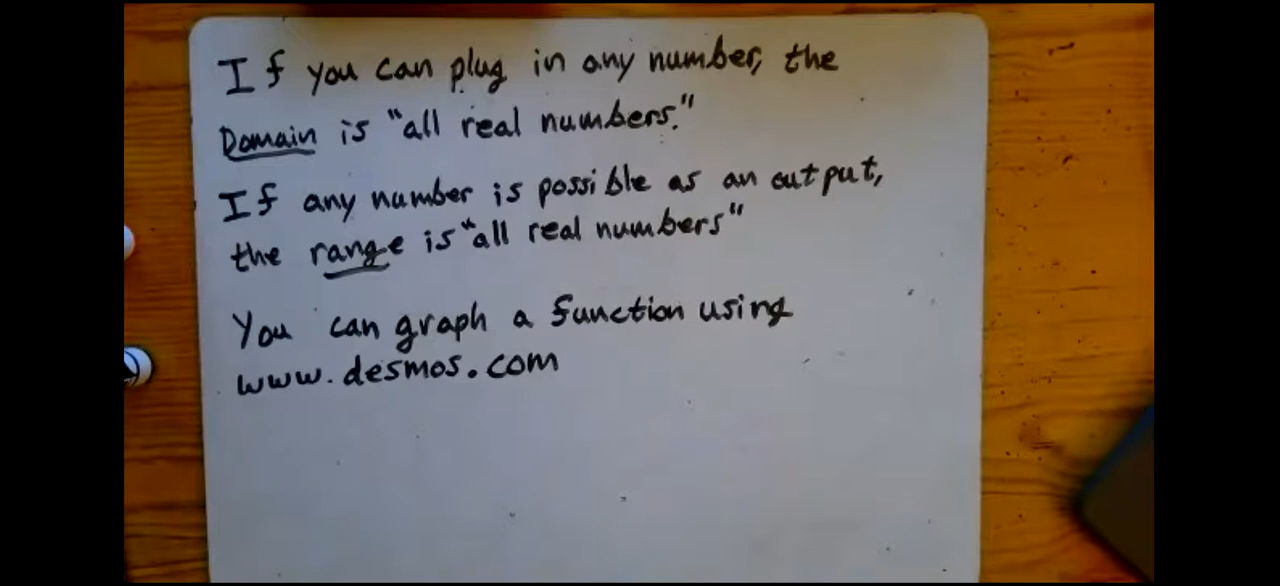 If you can plug in any number, the
Domain is "all real numbers."
If any number is possible as an output,
the range is "all real numbers"
You can graph a function using
www.desmos.com